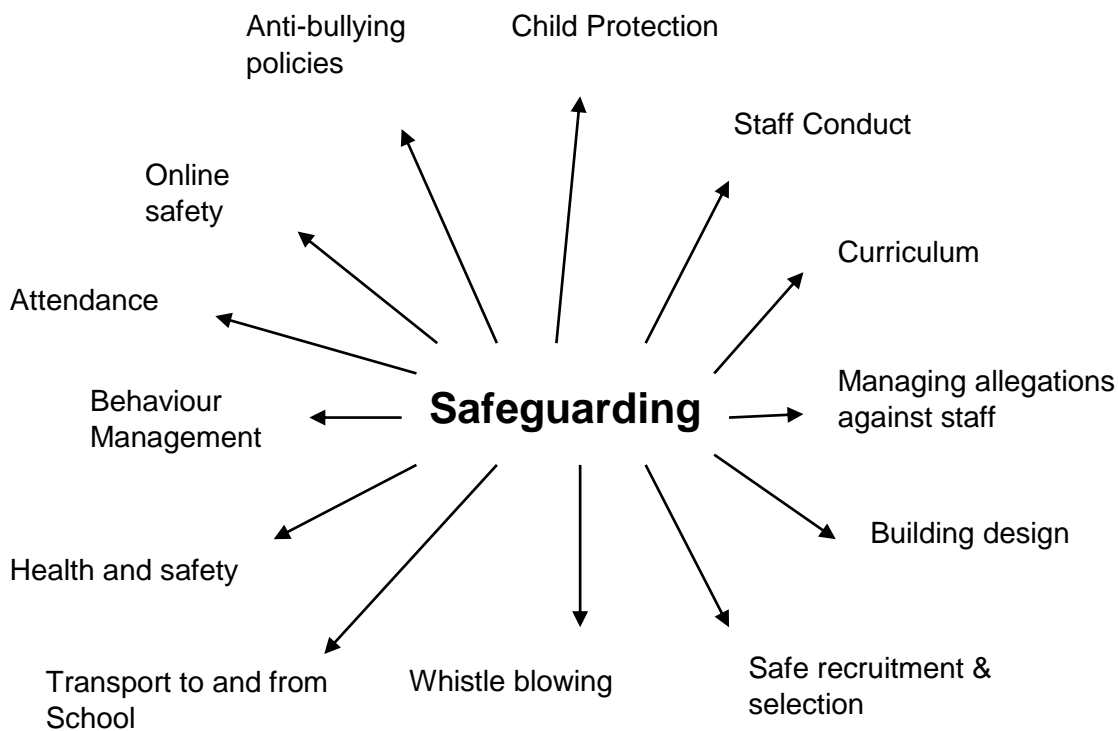 Anti-bullying
policies
Child Protection
Staff Conduct
Online
safety
Curriculum
Attendance
Managing allegations
against staff
Behaviour
Management
Safeguarding
Building design
Health and safety
Safe recruitment &
selection
Whistle blowing
Transport to and from
School